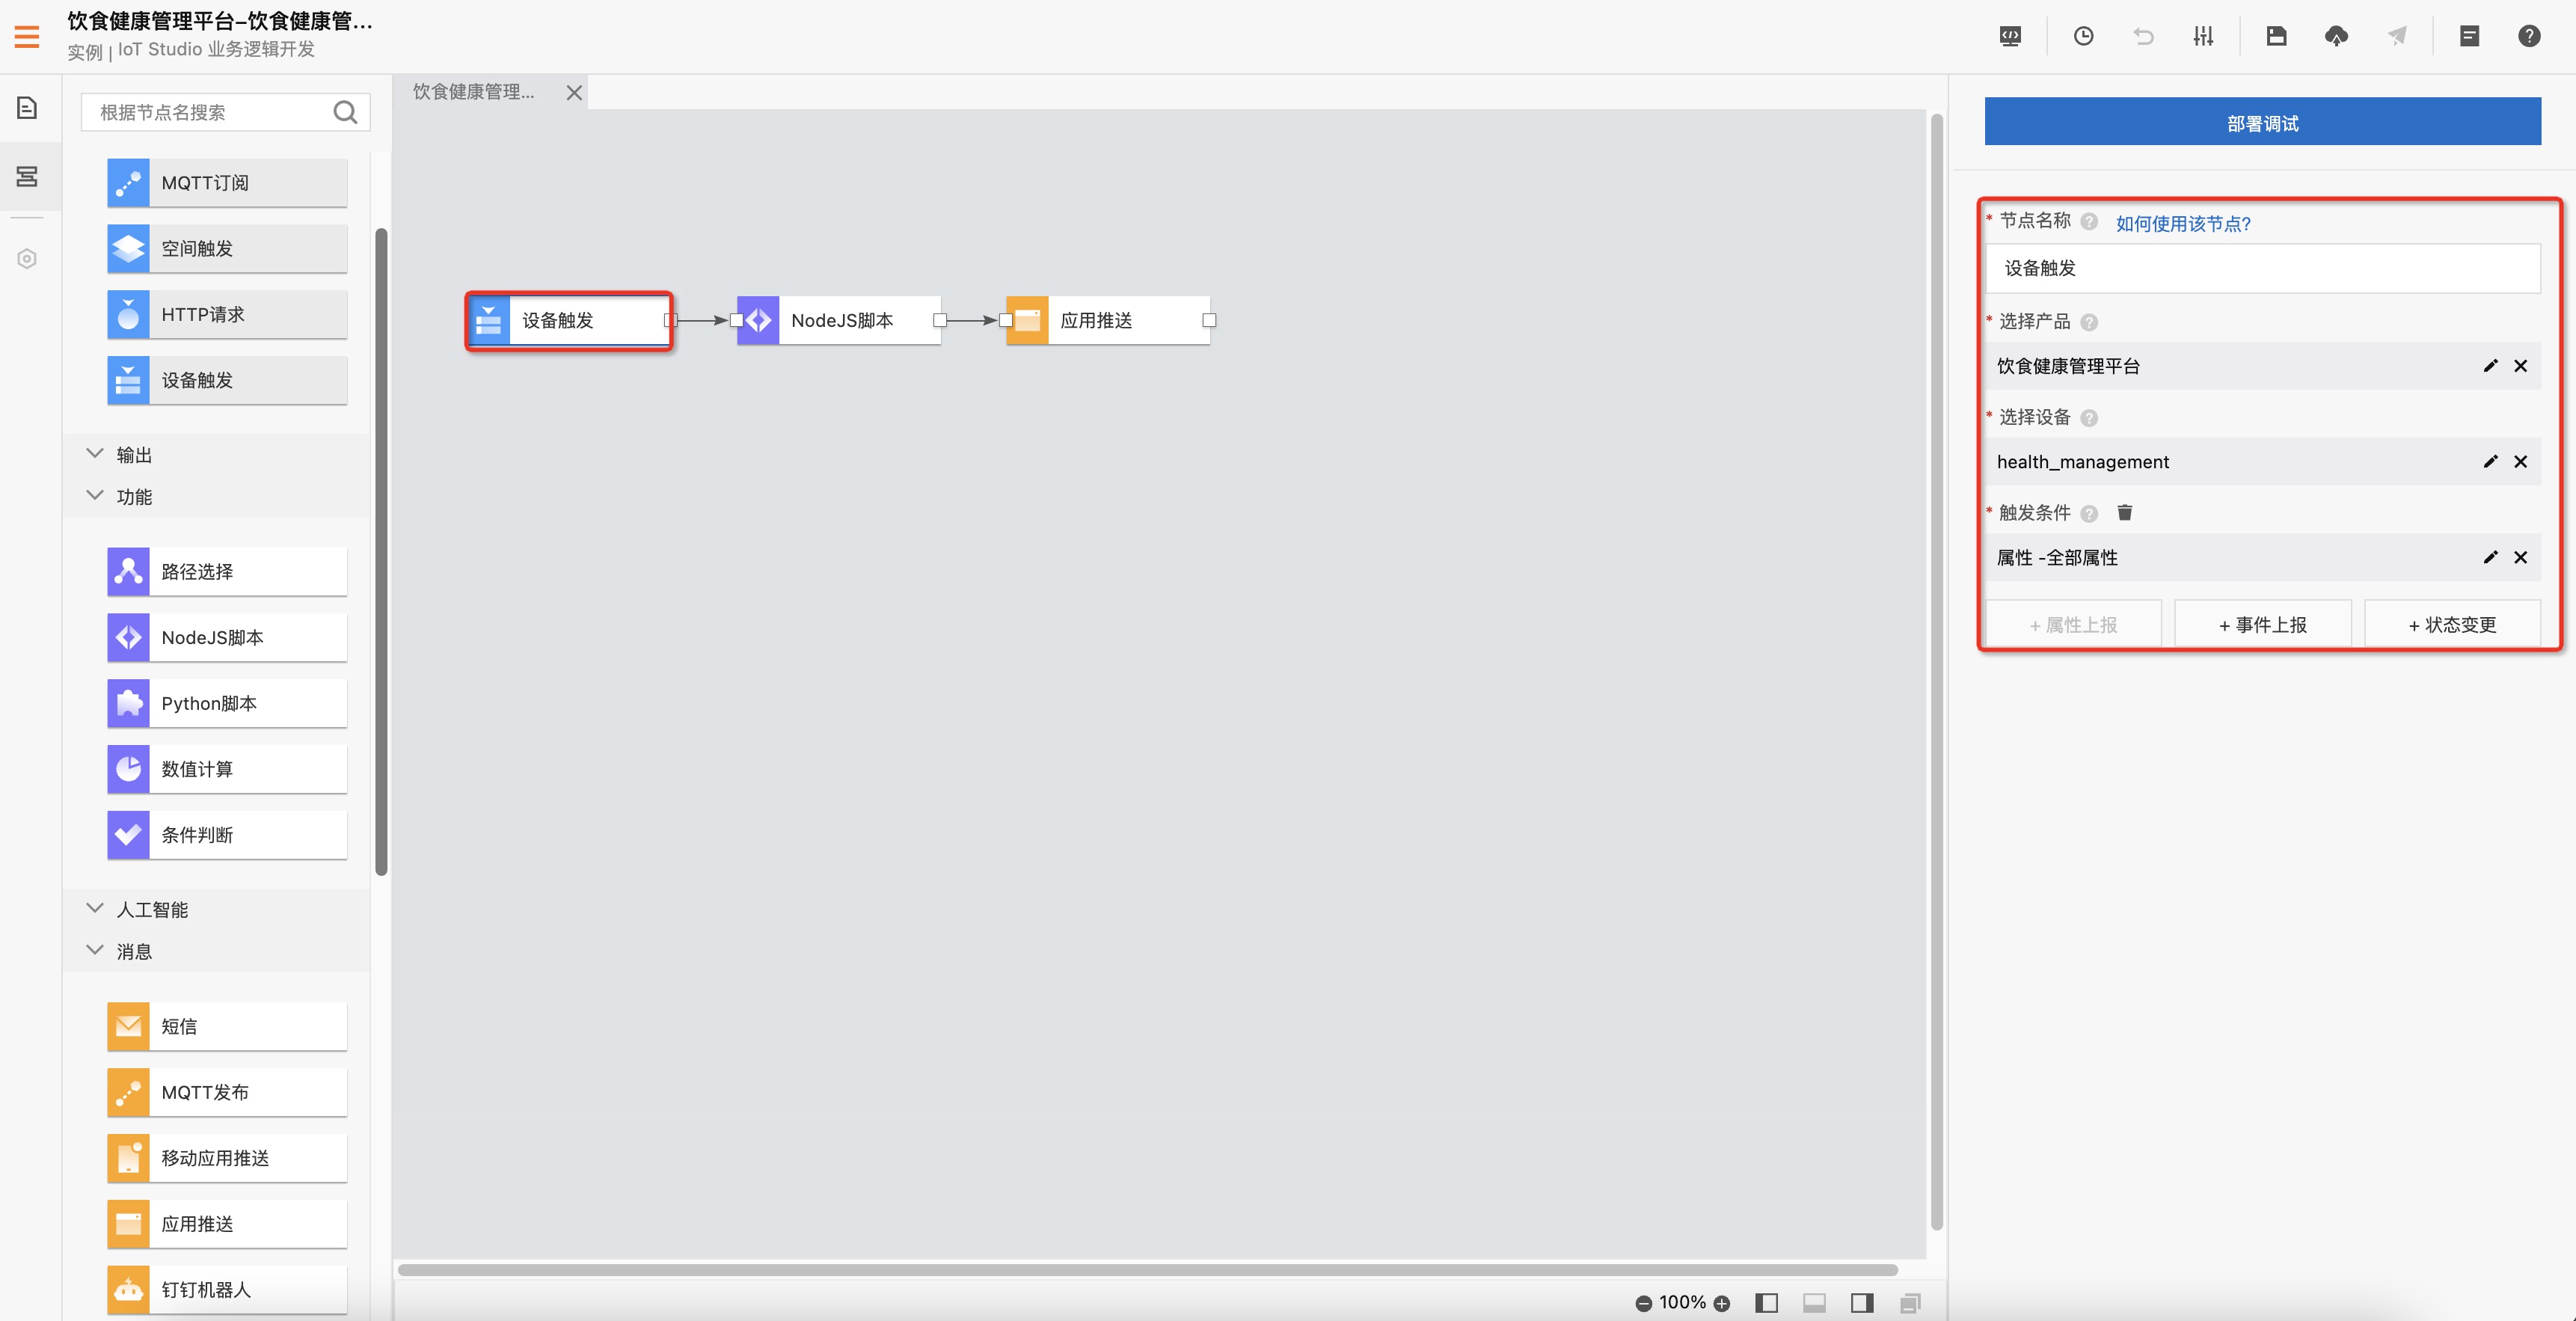 饮食健康管理平台-饮食健康管...
实例 | IoT Studio 业务逻辑开发
根据节点名搜索
MQTT订阅
空间触发
HTTP请求
设备触发
输出
功能
路径选择
NodeJS脚本
Python脚本
数值计算
条件判断
人工智能
消息
短信
MQTT发布
移动应用推送
应用推送
钉钉机器人
饮食健康管理...
设备触发
NodeJS脚本
应用推送
100%
部署调试
* 节点名称 ? 如何使用该节点?
设备触发
* 选择产品 ?
饮食健康管理平台
* 选择设备 ?
health_management
* 触发条件 ?
属性 -全部属性
+ 属性上报
+ 事件上报
+ 状态变更